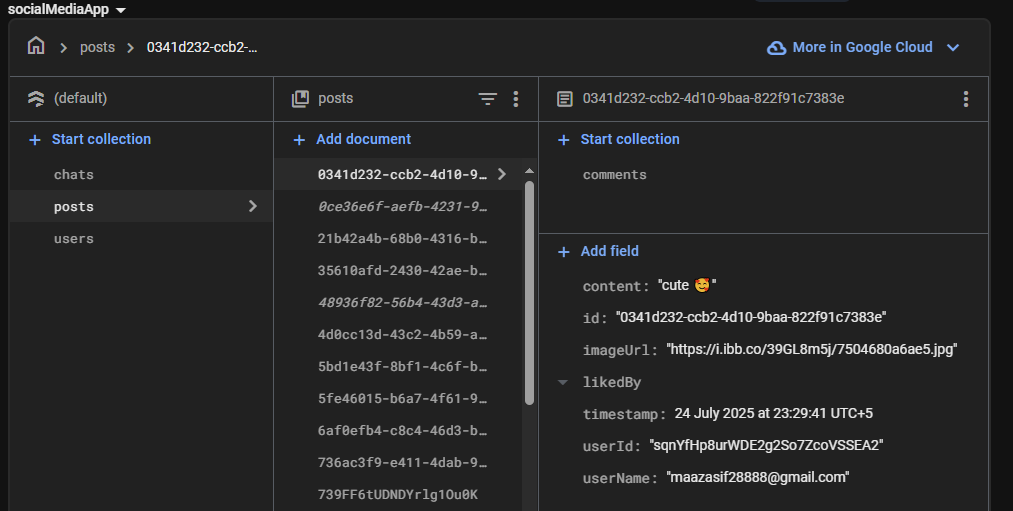 socialMediaApp
posts
0341d232-ccb2-...
More in Google Cloud
(default)
posts
0341d232-ccb2-4d10-9baa-822f91c7383e
+ Start collection
+ Add document
+ Start collection
chats
posts
users
0341d232-ccb2-4d10-9...
0ce36e6f-aefb-4231-9...
21b42a4b-68b0-4316-b...
35610afd-2430-42ae-b...
48936f82-56b4-43d3-a...
4d0cc13d-43c2-4b59-a...
5bd1e43f-8bf1-4c6f-b...
5fe46015-b6a7-4f61-9...
6af0efb4-c8c4-46d3-b...
736ac3f9-e411-4dab-9...
739FF6tUDNDYrlg1Ou0K
comments
+ Add field
content: "cute 🥰"
id: "0341d232-ccb2-4d10-9baa-822f91c7383e"
imageUrl: "https://i.ibb.co/39GL8m5j/7504680a6ae5.jpg"
likedBy
timestamp: 24 July 2025 at 23:29:41 UTC+5
userId: "sqnYfHp8urWDE2g2So7ZcoVSSEA2"
userName: "maazasif28888@gmail.com"